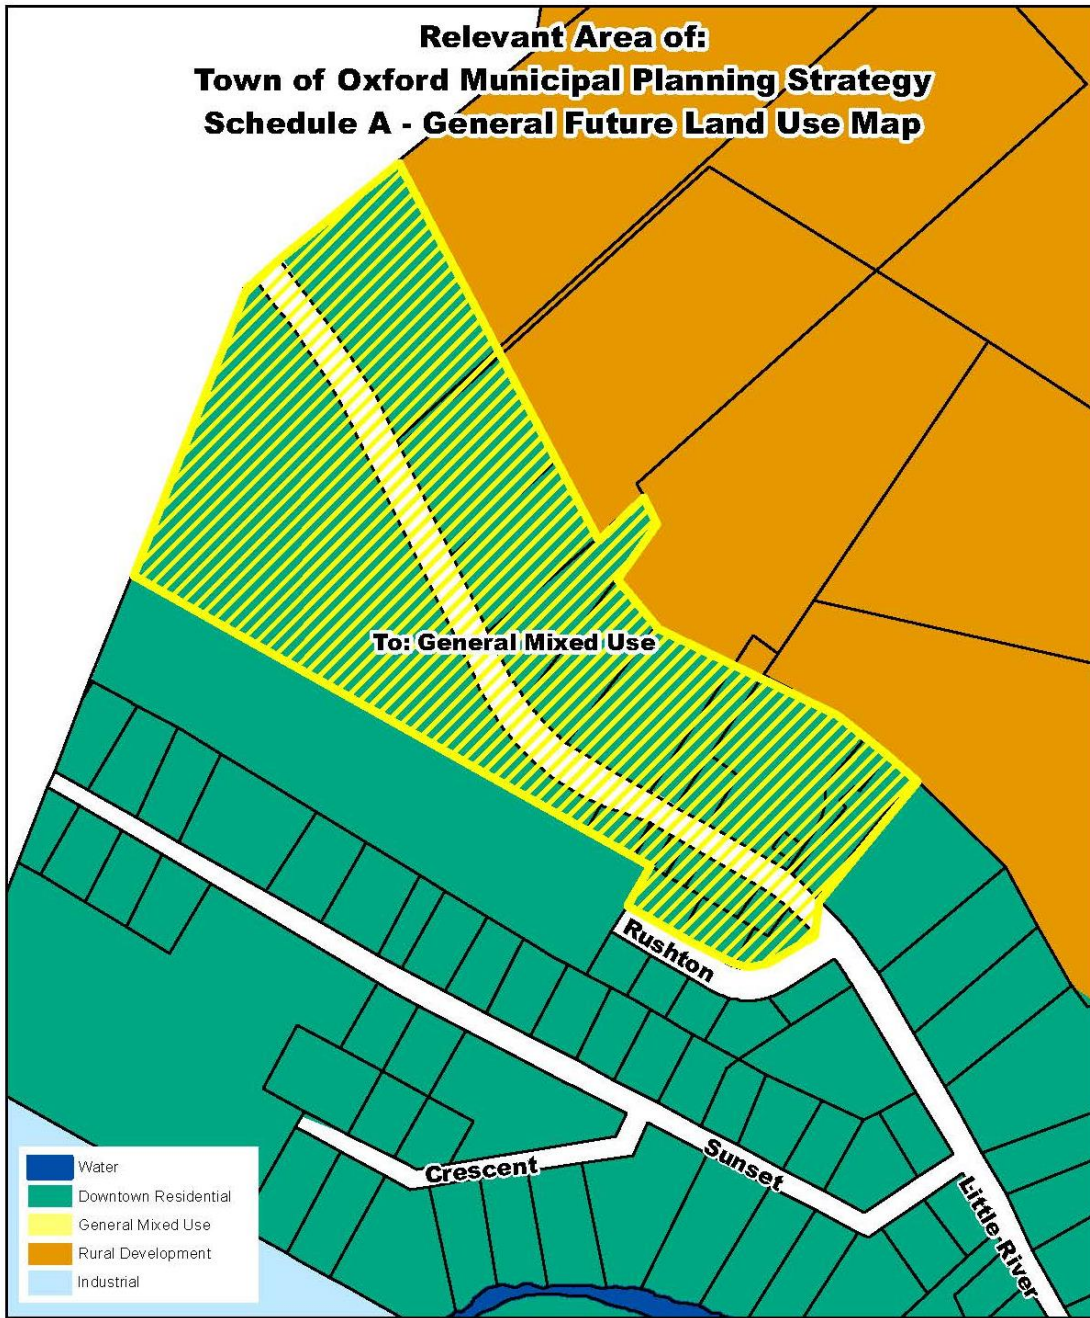 Relevant Area of:
Town of Oxford Municipal Planning Strategy
Schedule A - General Future Land Use Map
To: General Mixed Use
Rushton
Crescent
Sunset
Little River
Water
Downtown Residential
General Mixed Use
Rural Development
Industrial